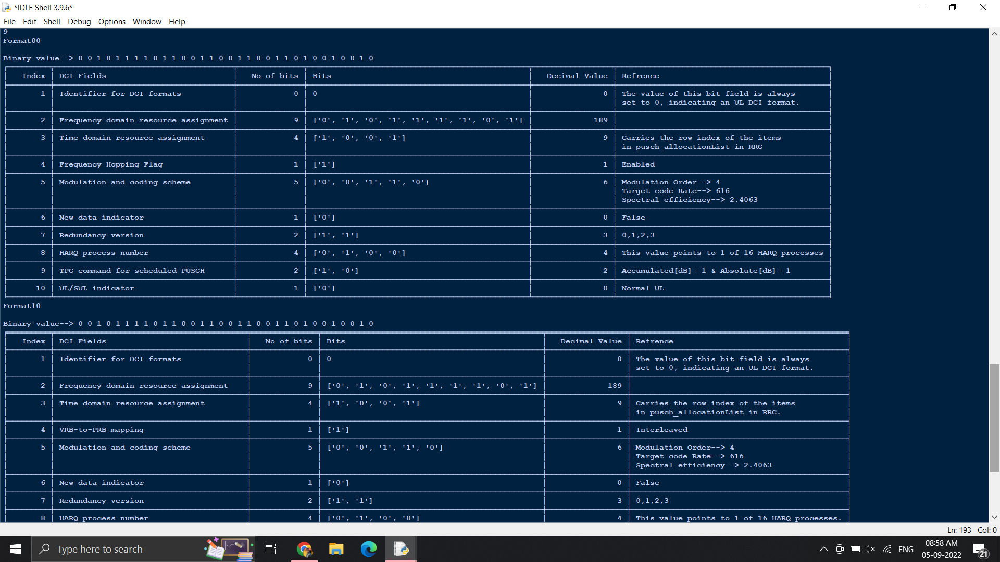 *IDLE Shell 3.9.6*
File Edit Shell Debug Options Window Help
9
Format00
Binary value--> 0 0 1 0 1 1 1 1 0 1 1 0 0 1 1 0 0 1 1 0 0 1 1 0 1 0 0 1 0 0 1 0
Index DCI Fields No of bits Bits Decimal Value Refrence
1 Identifier for DCI formats 0 0 0 The value of this bit field is always
set to 0, indicating an UL DCI format.
2 Frequency domain resource assignment 9 ['0', '1', '0', '1', '1', '1', '1', '0', '1'] 189
3 Time domain resource assignment 4 ['1', '0', '0', '1'] 9 Carries the row index of the items
in pusch_allocationList in RRC
4 Frequency Hopping Flag 1 ['1'] 1 Enabled
5 Modulation and coding scheme 5 ['0', '0', '1', '1', '0'] 6 Modulation Order--> 4
Target code Rate--> 616
Spectral efficiency--> 2.4063
6 New data indicator 1 ['0'] 0 False
7 Redundancy version 2 ['1', '1'] 3 0,1,2,3
8 HARQ process number 4 ['0', '1', '0', '0'] 4 This value points to 1 of 16 HARQ processes
9 TPC command for scheduled PUSCH 2 ['1', '0'] 2 Accumulated[dB]= 1 & Absolute[dB]= 1
10 UL/SUL indicator 1 ['0'] 0 Normal UL
Format10
Binary value--> 0 0 1 0 1 1 1 1 0 1 1 0 0 1 1 0 0 1 1 0 0 1 1 0 1 0 0 1 0 0 1 0
Index DCI Fields No of bits Bits Decimal Value Refrence
1 Identifier for DCI formats 0 0 0 The value of this bit field is always
set to 0, indicating an UL DCI format.
2 Frequency domain resource assignment 9 ['0', '1', '0', '1', '1', '1', '1', '0', '1'] 189
3 Time domain resource assignment 4 ['1', '0', '0', '1'] 9 Carries the row index of the items
in pusch_allocationList in RRC.
4 VRB-to-PRB mapping 1 ['1'] 1 Interleaved
5 Modulation and coding scheme 5 ['0', '0', '1', '1', '0'] 6 Modulation Order--> 4
Target code Rate--> 616
Spectral efficiency--> 2.4063
6 New data indicator 1 ['0'] 0 False
7 Redundancy version 2 ['1', '1'] 3 0,1,2,3
8 HARQ process number 4 ['0', '1', '0', '0'] 4 This value points to 1 of 16 HARQ processes.
Ln: 193 Col: 0
Type here to search
ENG
08:58 AM
05-09-2022
21